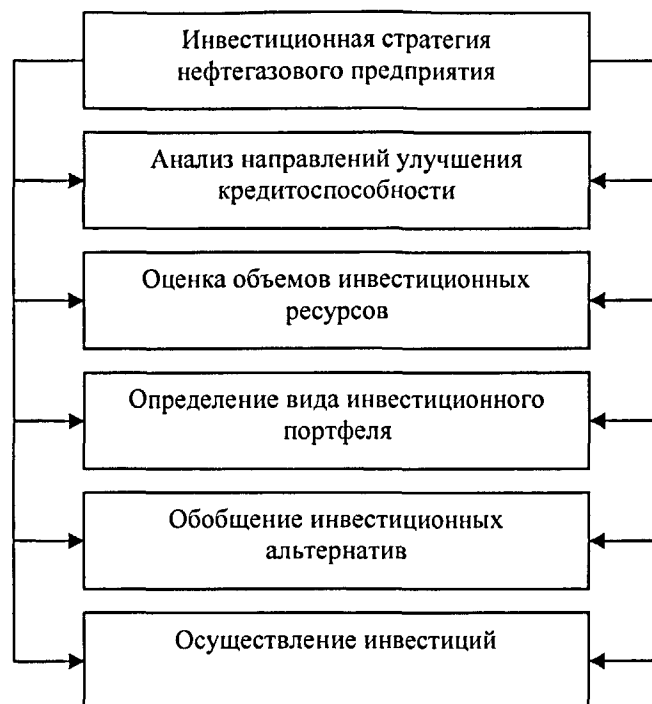 Инвестиционная стратегия
нефтегазового предприятия
Анализ направлений улучшения
кредитоспособности
Оценка объемов инвестиционных
ресурсов
Определение вида инвестиционного
портфеля
Обобщение инвестиционных
альтернатив
Осуществление инвестиций